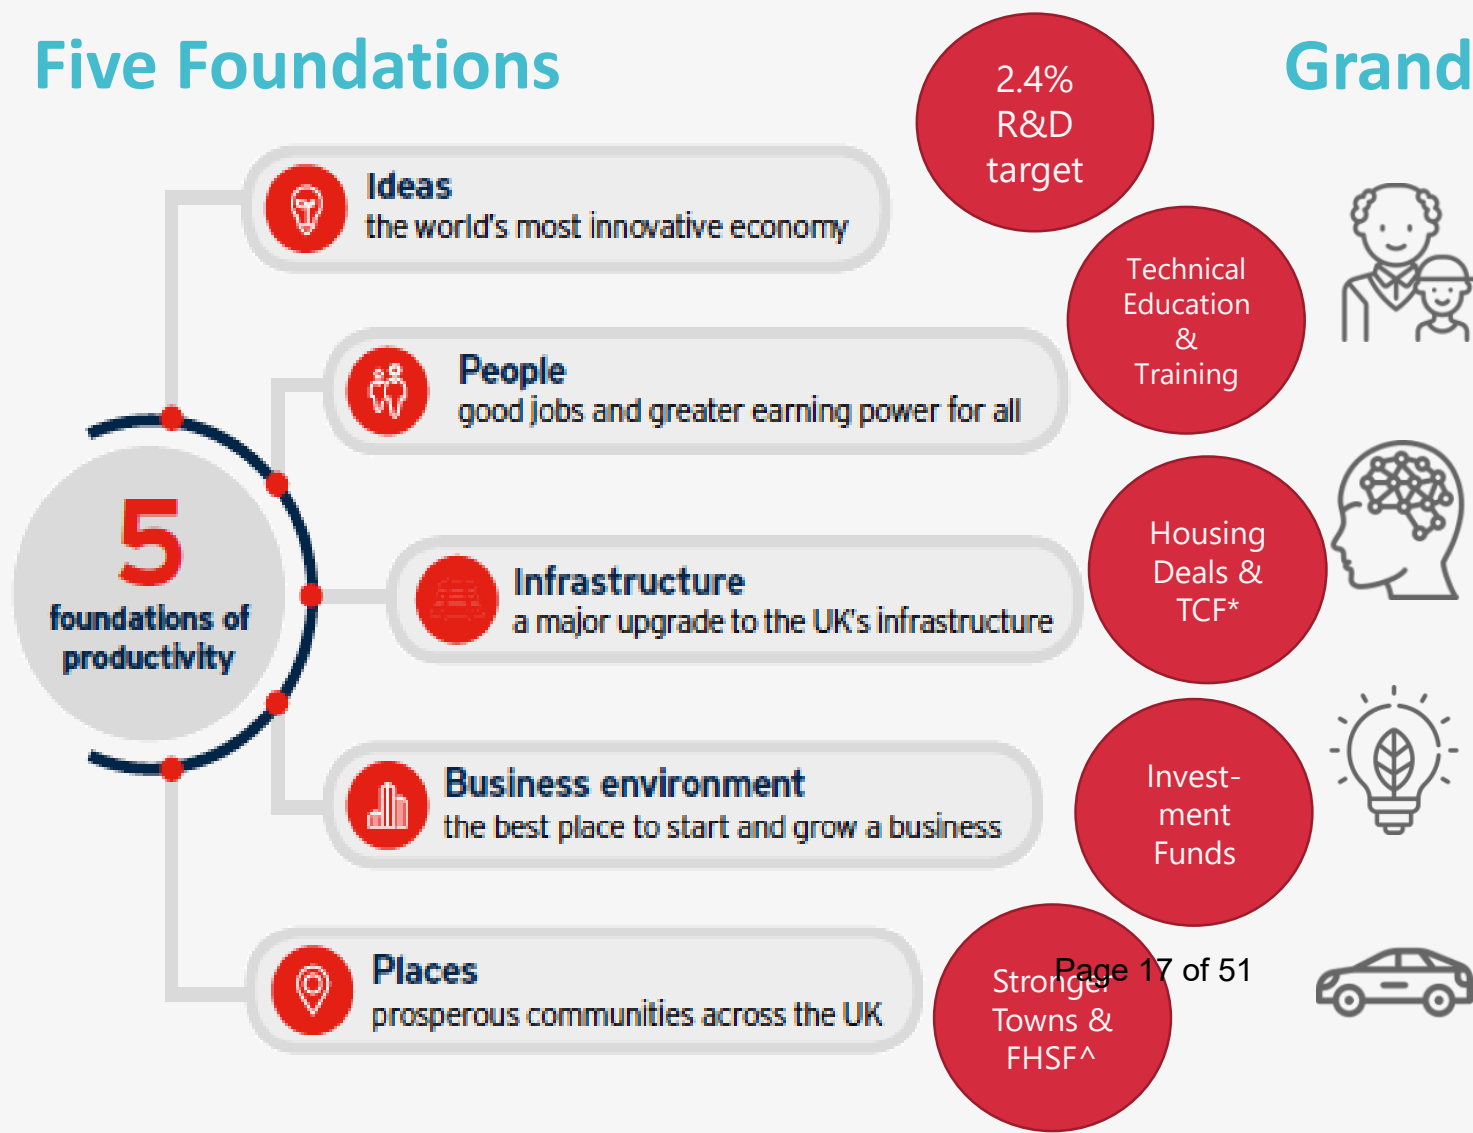 Five Foundations
Grand
2.4%
R&D
target
Ideas
the world's most innovative economy
Technical
Education
&
Training
People
good jobs and greater earning power for all
5
foundations of
productivity
Housing
Deals &
TCF*
Infrastructure
a major upgrade to the UK's infrastructure
Invest-
ment
Funds
Business environment
the best place to start and grow a business
Places
prosperous communities across the UK
Stronger
Towns &
FHSF^
Page 17 of 51